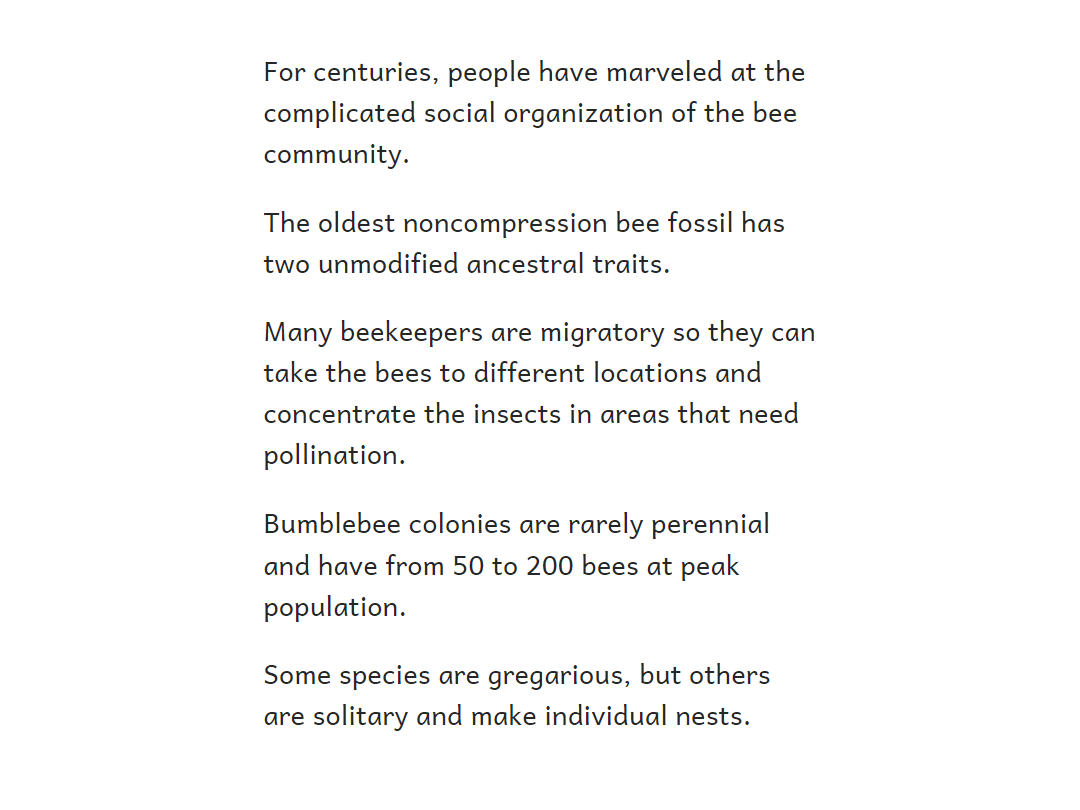 For centuries, people have marveled at the
complicated social organization of the bee
community.
The oldest noncompression bee fossil has
two unmodified ancestral traits.
Many beekeepers are migratory so they can
take the bees to different locations and
concentrate the insects in areas that need
pollination.
Bumblebee colonies are rarely perennial
and have from 50 to 200 bees at peak
population.
Some species are gregarious, but others
are solitary and make individual nests.